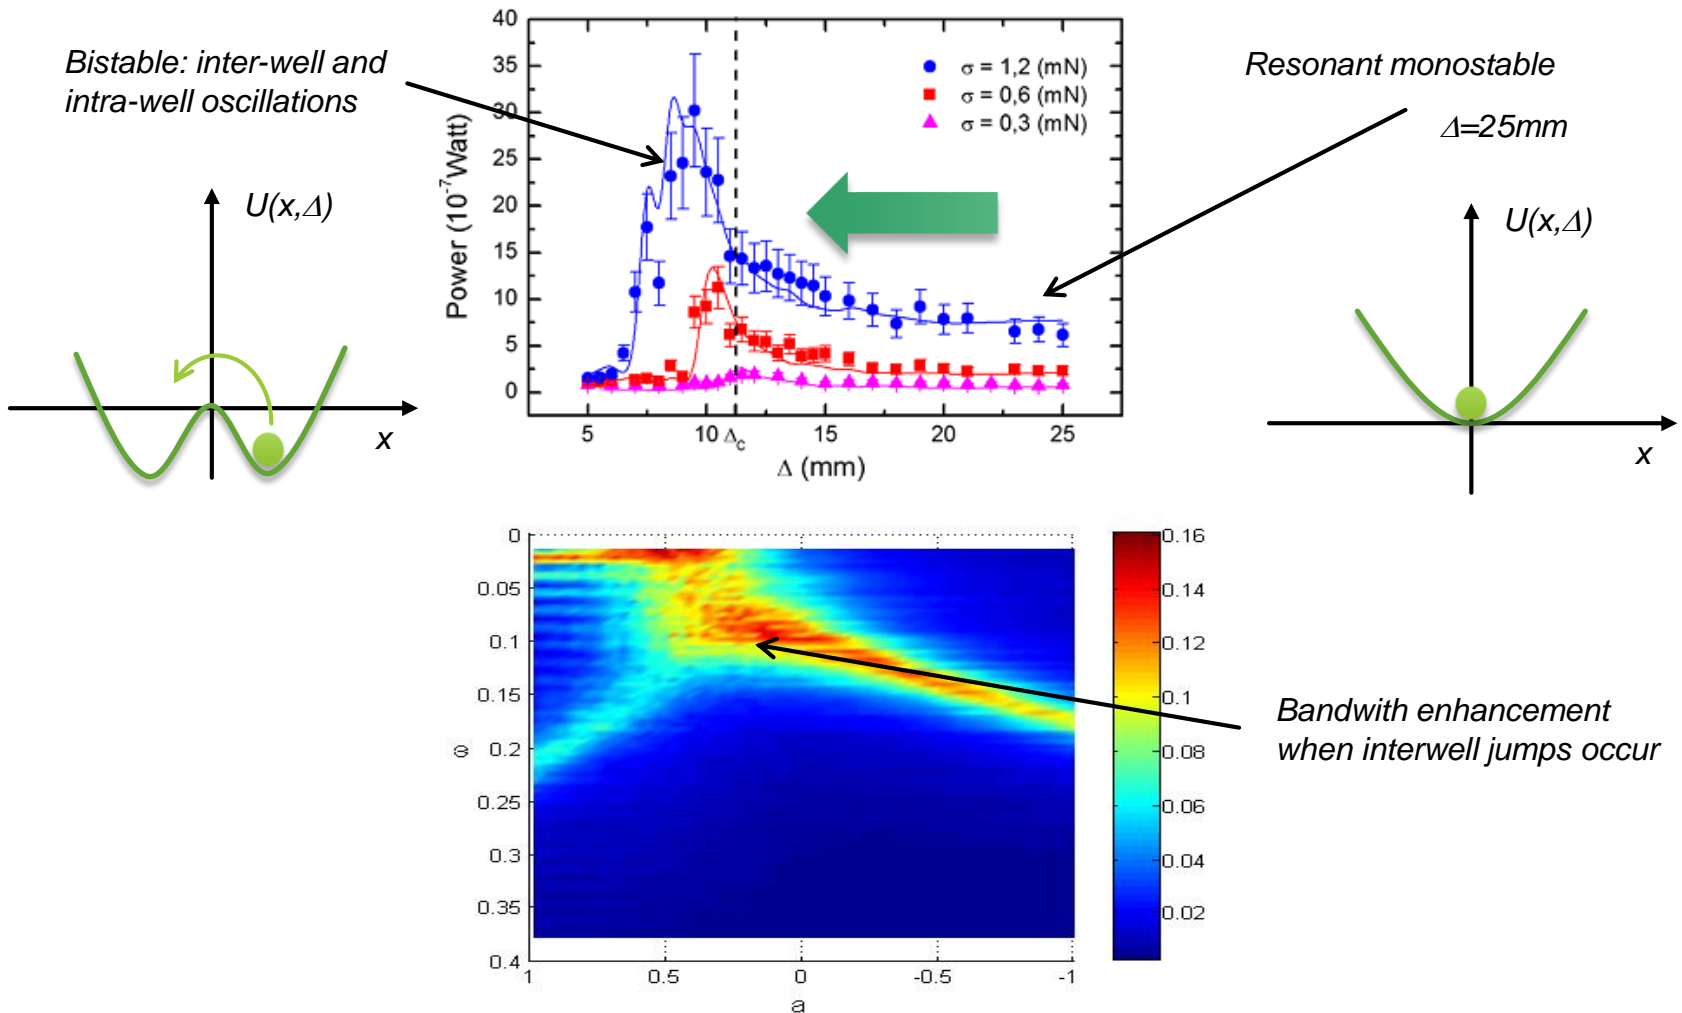 Bistable: inter-well and
intra-well oscillations
U(x,Δ)
x
40
35
30
25
20
15
10
5
0
Power (10⁻⁷Watt)
σ = 1,2 (mN)
σ = 0,6 (mN)
σ = 0,3 (mN)
5
10
Δc
15
20
25
Δ (mm)
Resonant monostable
Δ=25mm
U(x,Δ)
x
0
0.05
0.1
0.15
0.2
0.25
0.3
0.35
0.4
ω
1
0.5
0
-0.5
-1
a
0.16
0.14
0.12
0.1
0.08
0.06
0.04
0.02
Bandwith enhancement
when interwell jumps occur